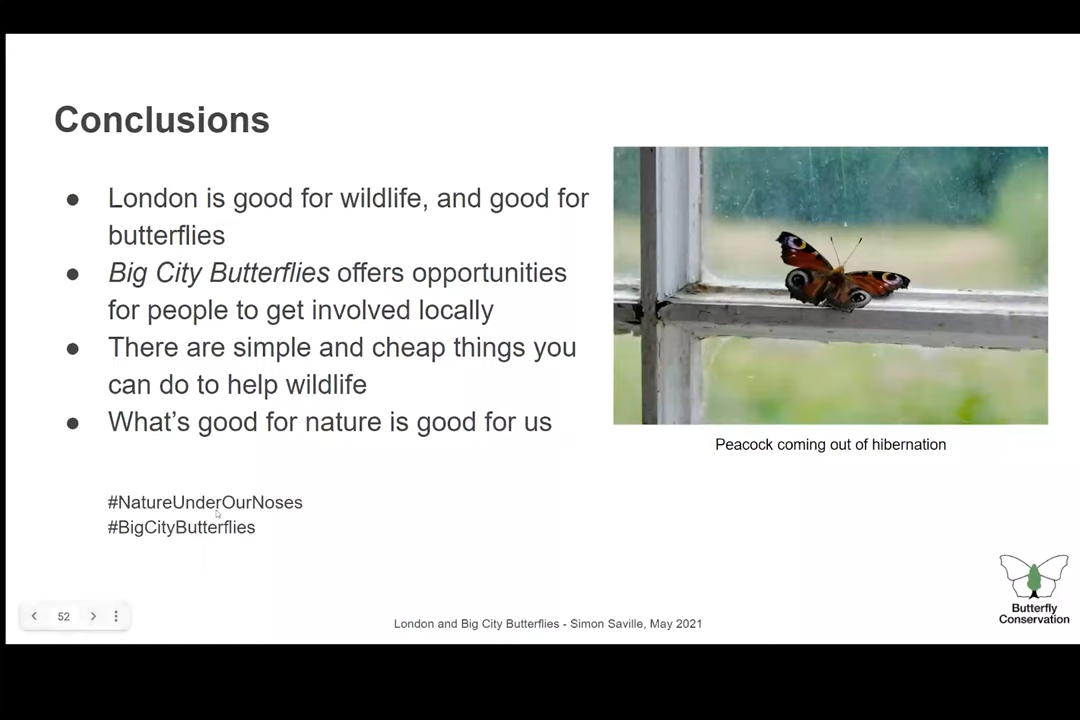 Conclusions
● London is good for wildlife, and good for
butterflies
● Big City Butterflies offers opportunities
for people to get involved locally
● There are simple and cheap things you
can do to help wildlife
● What’s good for nature is good for us
#NatureUnderOurNoses
#BigCityButterflies
Peacock coming out of hibernation
52
London and Big City Butterflies - Simon Saville, May 2021
Butterfly
Conservation